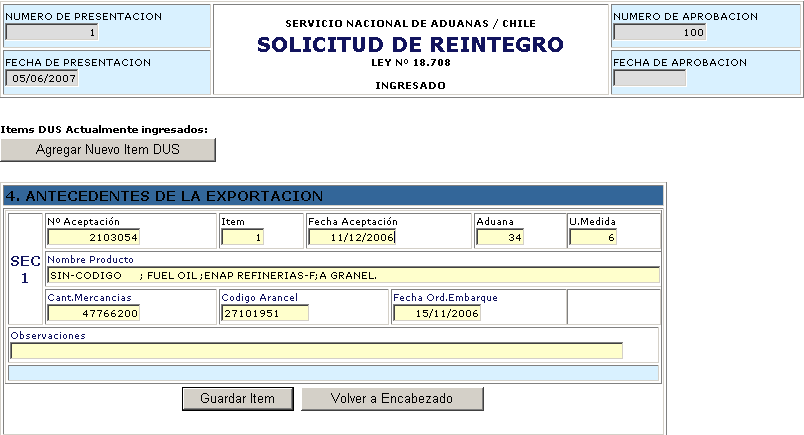 NUMERO DE PRESENTACION
1
FECHA DE PRESENTACION
05/06/2007
SERVICIO NACIONAL DE ADUANAS / CHILE
SOLICITUD DE REINTEGRO
LEY Nº 18.708
INGRESADO
NUMERO DE APROBACION
100
FECHA DE APROBACION
Items DUS Actualmente ingresados:
Agregar Nuevo Item DUS
4. ANTECEDENTES DE LA EXPORTACION
SEC 1
Nº Aceptación Item Fecha Aceptación Aduana U.Medida
2103054 1 11/12/2006 34 6
Nombre Producto
SIN-CODIGO ; FUEL OIL ;ENAP REFINERIAS-F;A GRANEL.
Cant.Mercancias Codigo Arancel Fecha Ord.Embarque
47766200 27101951 15/11/2006
Observaciones
Guardar Item Volver a Encabezado